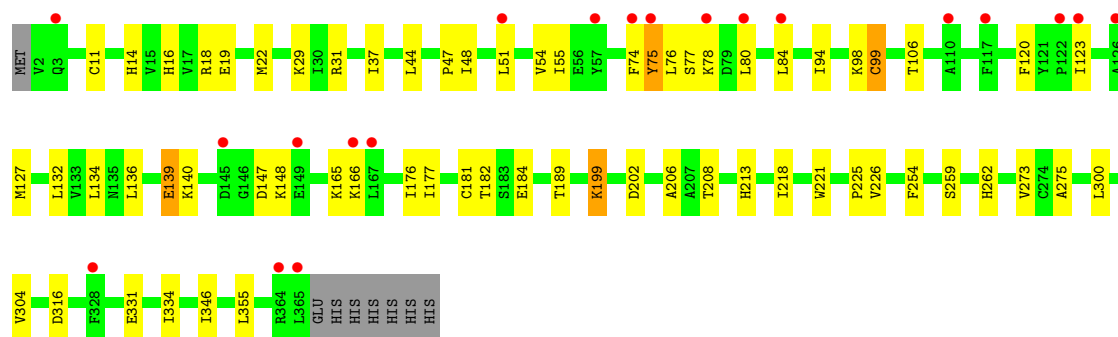 MET V2 Q3 C11 H14 V15 H16 V17 R18 E19 M22 K29 I30 R31 I37 L44 P47 I48 L51 V54 I55 E56 Y57 F74 Y75 L76 S77 K78 D79 L80 L84 I94 K98 C99 T106 A110 F117 F120 Y121 P122 I123 A126
M127 L132 V133 L134 N135 L136 E139 K140 D145 G146 D147 K148 E149 K165 K166 L167 I176 I177 C181 T182 S183 E184 T189 K199 D202 A206 A207 T208 H213 I218 W221 P225 V226 F254 S259 H262 V273 C274 A275 L300
V304 D316 F328 E331 I334 I346 L355 R364 L365 GLU HIS HIS HIS HIS HIS HIS